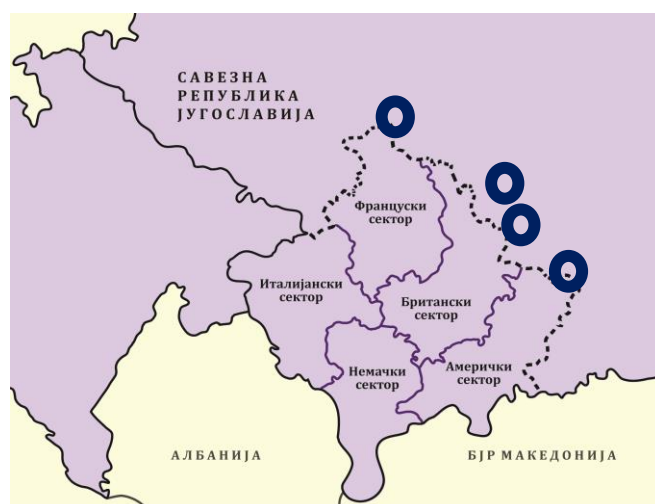 САВЕЗНА
РЕПУБЛИКА
ЈУГОСЛАВИЈА
Француски
сектор
Италијански
сектор
Британски
сектор
Немачки
сектор
Амерички
сектор
АЛБАНИЈА
БЈР МАКЕДОНИЈА